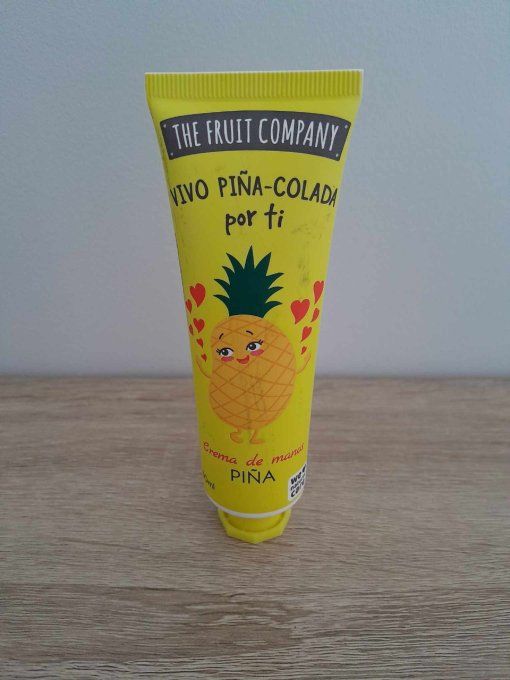 THE FRUIT COMPANY
VIVO PIÑA-COLADA
por ti
Crema de manos
PIÑA